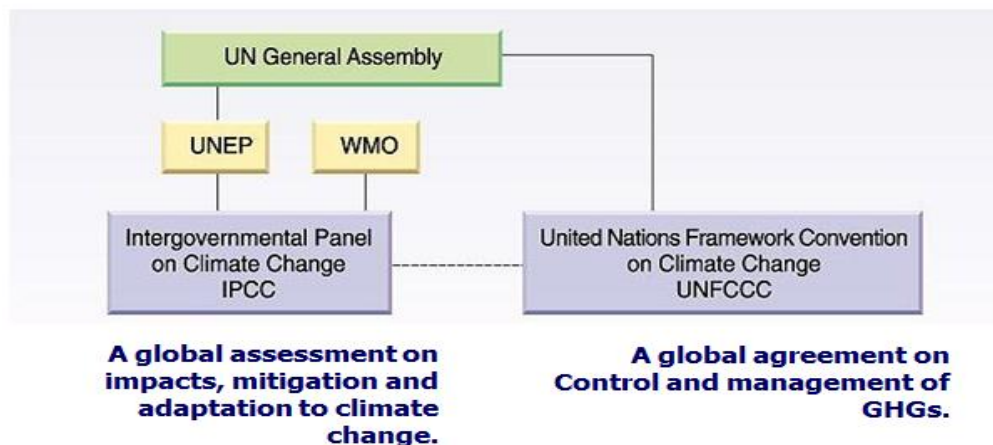 UN General Assembly
UNEP
WMO
Intergovernmental Panel
on Climate Change
IPCC
United Nations Framework Convention
on Climate Change
UNFCCC
A global assessment on
impacts, mitigation and
adaptation to climate
change.
A global agreement on
Control and management of
GHGs.